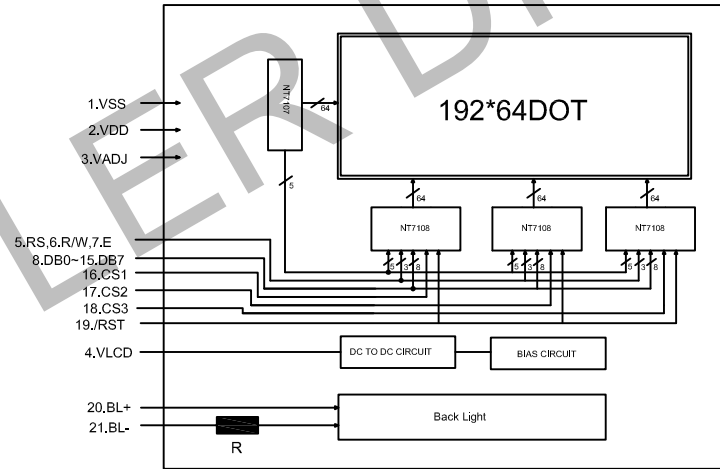 LER D
NT7107
64
192*64DOT
1.VSS
2.VDD
3.VADJ
5
64
64
64
NT7108
NT7108
NT7108
5.RS,6.R/W,7.E
8.DB0~15.DB7
16.CS1
17.CS2
18.CS3
19./RST
5 3 8
5 3 8
5 3 8
4.VLCD
DC TO DC CIRCUIT
BIAS CIRCUIT
20.BL+
21.BL-
Back Light
R